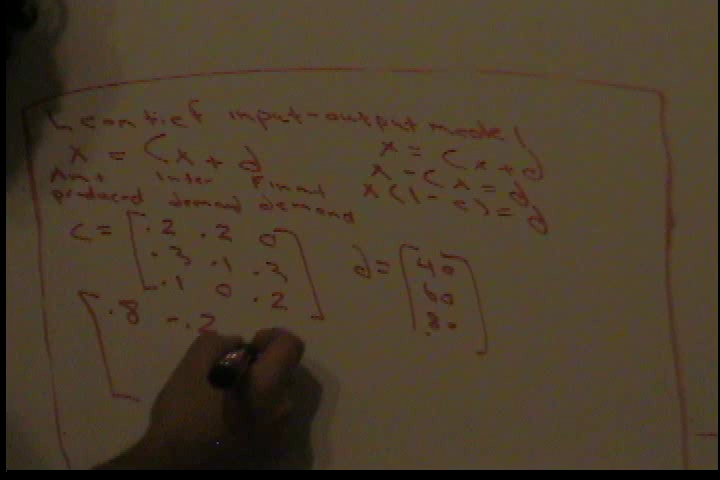 Leontief input-output model
x = Cx + d
Amt Inter Final
produced demand demand
x = Cx + d
x - Cx = d
x(1 - c) = d
C = [ .2 .2 0
.3 .1 .3
.1 0 .2 ]
d = [ 40
60
80 ]
[ .8 -.2